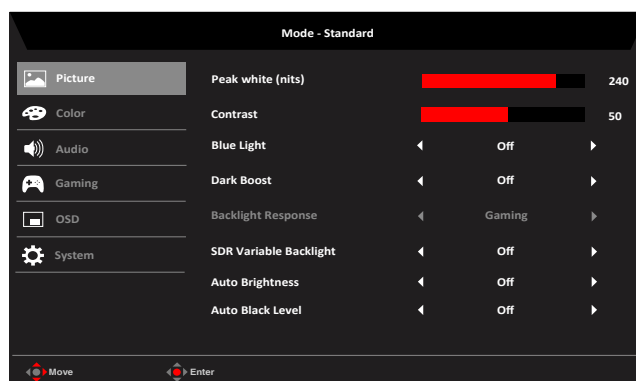 Mode - Standard
Picture
Color
Audio
Gaming
OSD
System
Peak white (nits) 240
Contrast 50
Blue Light Off
Dark Boost Off
Backlight Response Gaming
SDR Variable Backlight Off
Auto Brightness Off
Auto Black Level Off
Move Enter